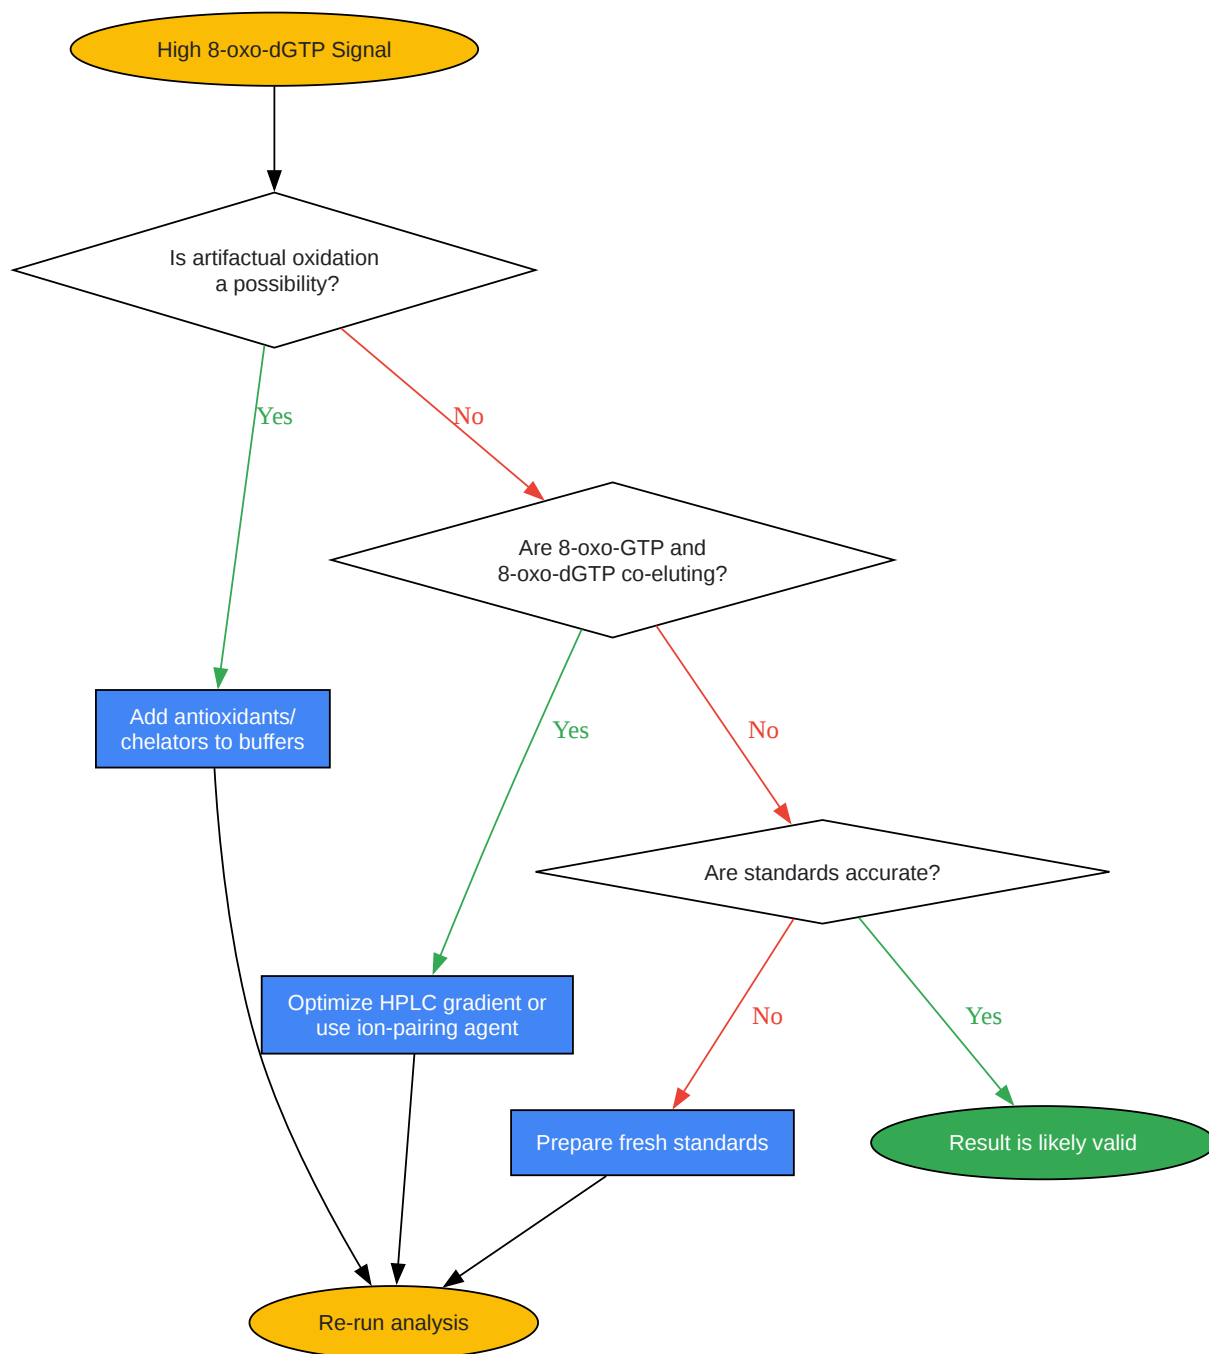 High 8-oxo-dGTP Signal
Is artifactual oxidation
a possibility?
Yes
No
Are 8-oxo-GTP and
8-oxo-dGTP co-eluting?
Add antioxidants/
chelators to buffers
Yes
No
Are standards accurate?
Optimize HPLC gradient or
use ion-pairing agent
No
Yes
Prepare fresh standards
Result is likely valid
Re-run analysis